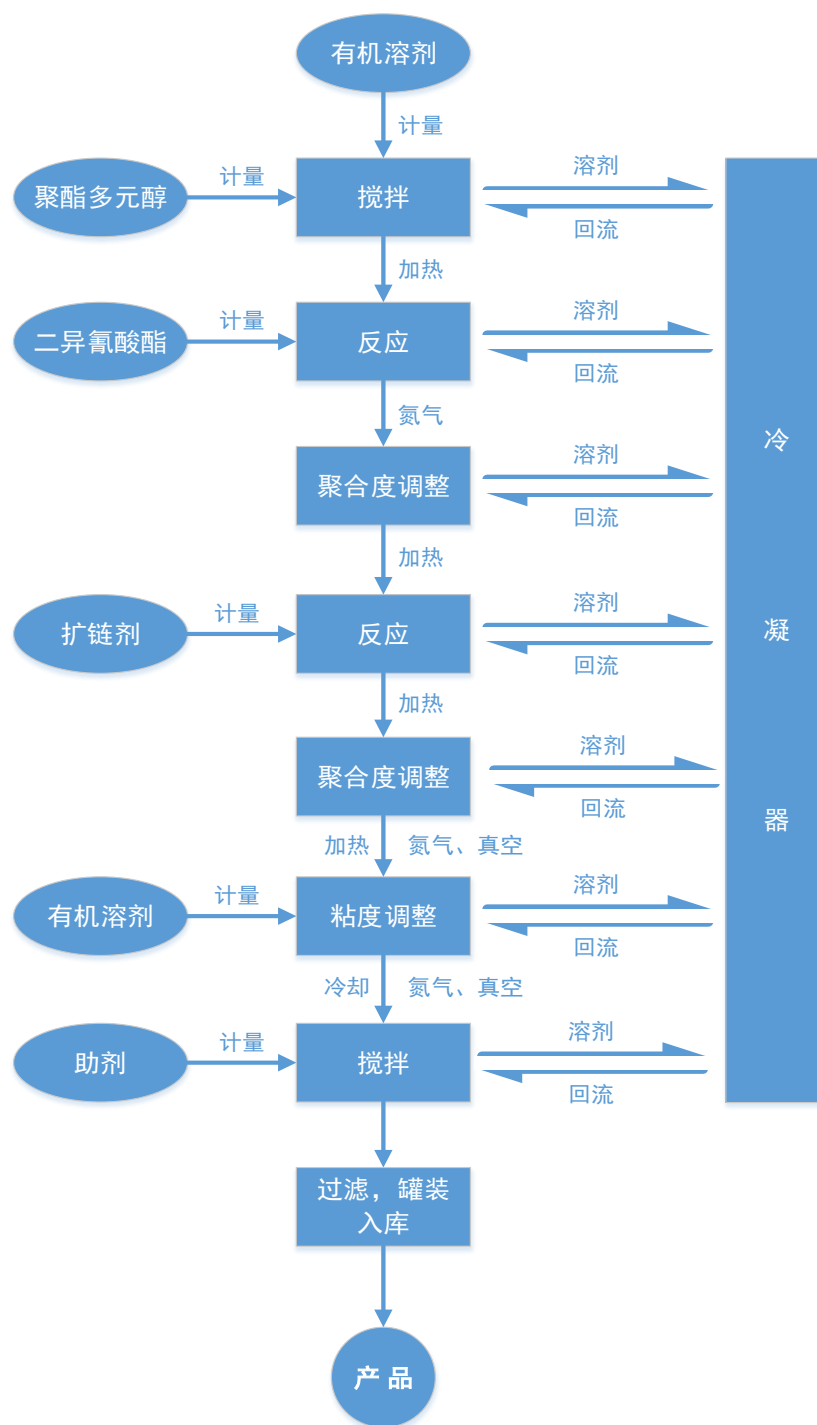 有机溶剂
计量
聚酯多元醇
计量
搅拌
溶剂
回流
加热
二异氰酸酯
计量
反应
溶剂
回流
氮气
聚合度调整
溶剂
回流
加热
扩链剂
计量
反应
溶剂
回流
加热
聚合度调整
溶剂
回流
加热
氮气、真空
有机溶剂
计量
粘度调整
溶剂
回流
冷却
氮气、真空
助剂
计量
搅拌
溶剂
回流
冷
凝
器
过滤，罐装
入库
产品